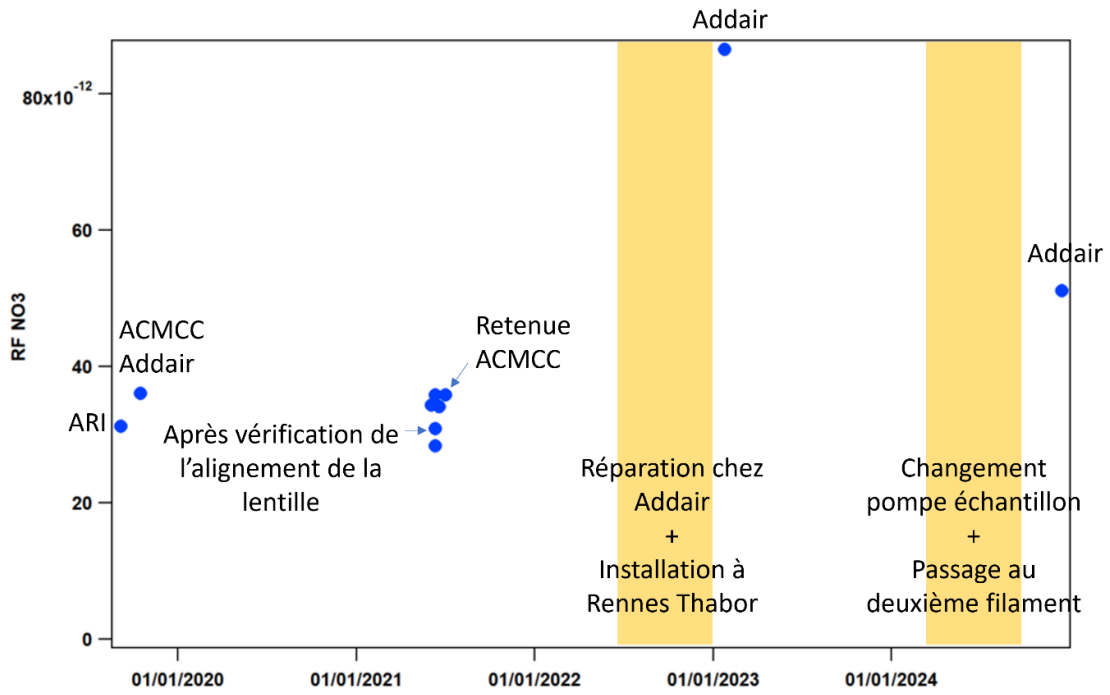 Addair
80x10-12
60
40
20
0
RF NO3
ACMCC
Addair
ARI
Après vérification de
l’alignement de la
lentille
Retenue
ACMCC
Réparation chez
Addair
+
Installation à
Rennes Thabor
Addair
Changement
pompe échantillon
+
Passage au
deuxième filament
01/01/2020
01/01/2021
01/01/2022
01/01/2023
01/01/2024